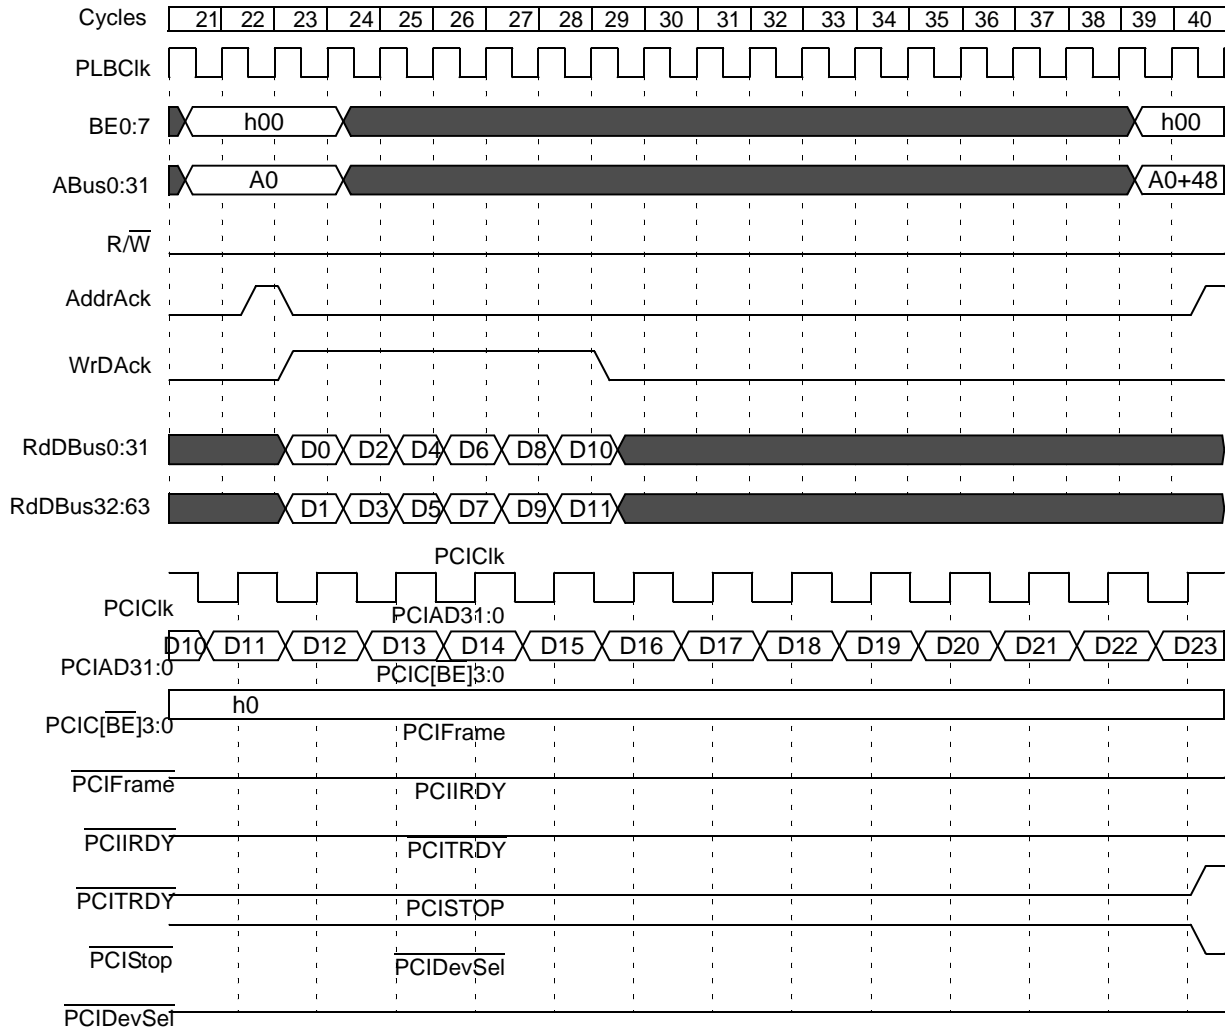 Cycles 21 22 23 24 25 26 27 28 29 30 31 32 33 34 35 36 37 38 39 40
PLBClk
BE0:7 h00 h00
ABus0:31 A0 A0+48
R/W
AddrAck
WrDAck
RdDBus0:31 D0 D2 D4 D6 D8 D10
RdDBus32:63 D1 D3 D5 D7 D9 D11
PCIClk
PCIClk
PCIAD31:0
D10 D11 D12 D13 D14 D15 D16 D17 D18 D19 D20 D21 D22 D23
PCIAD31:0
PCIC[BE]3:0
h0
PCIC[BE]3:0
PCIFrame
PCIFrame
PCIIRDY
PCIIRDY
PCITRDY
PCITRDY
PCISTOP
PCIStop
PCIDevSel
PCIDevSel